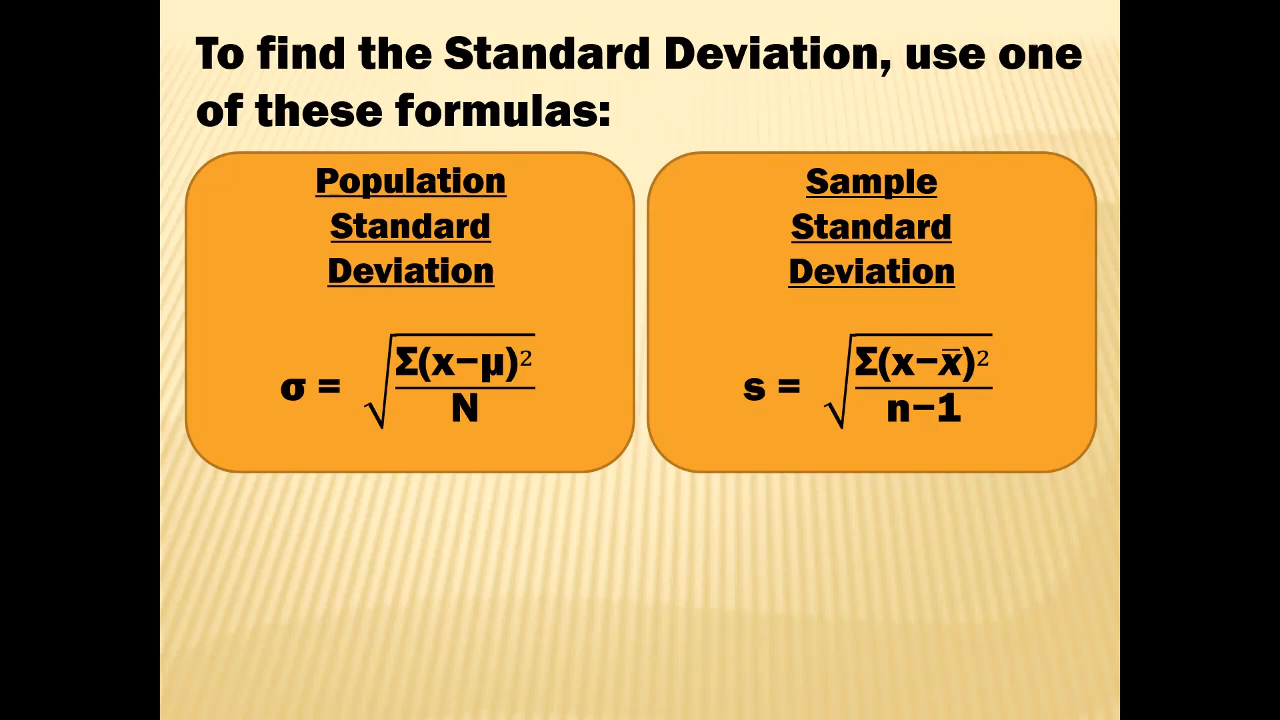 To find the Standard Deviation, use one
of these formulas:
Population
Standard
Deviation
σ = √(Σ(x−μ)²/N)
Sample
Standard
Deviation
s = √(Σ(x−x̄)²/n−1)